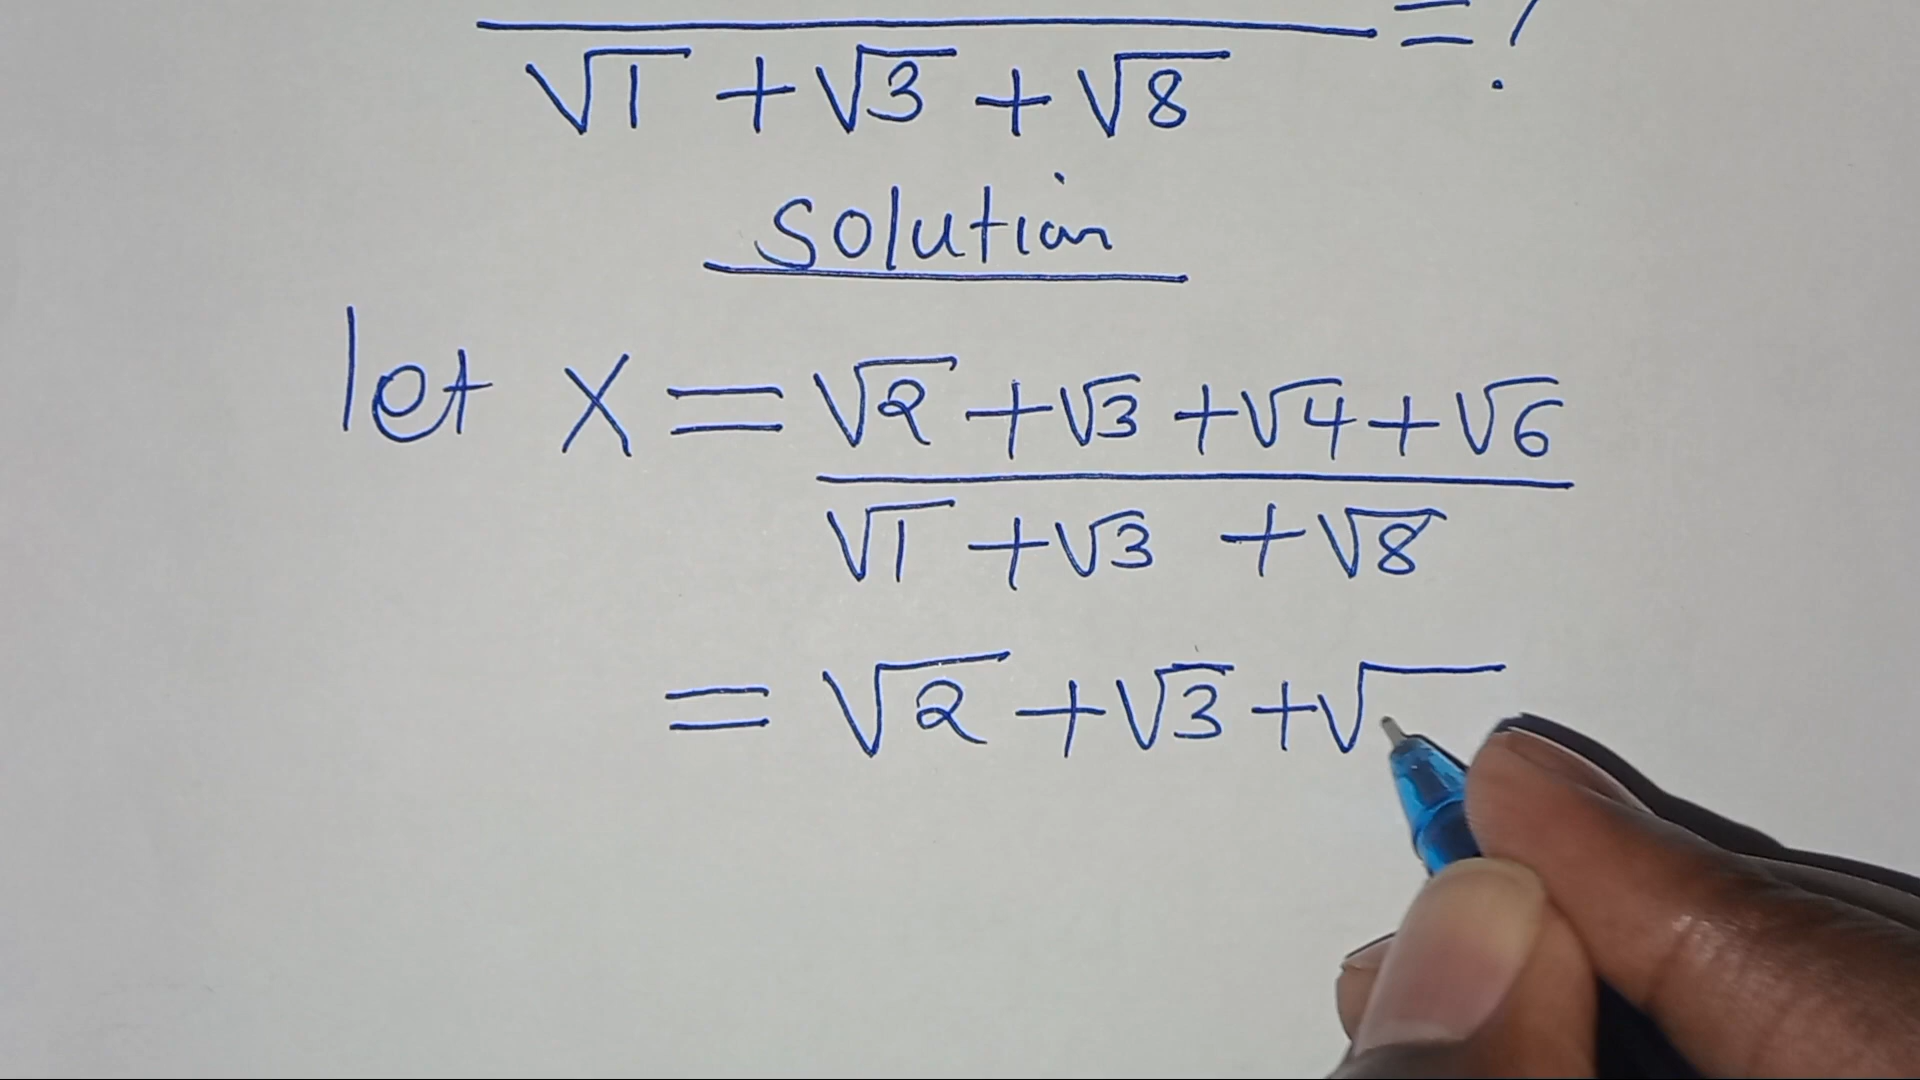 = ?
√1 + √3 + √8
Solution
let X = √2 + √3 + √4 + √6
√1 + √3 + √8
= √2 + √3 + √